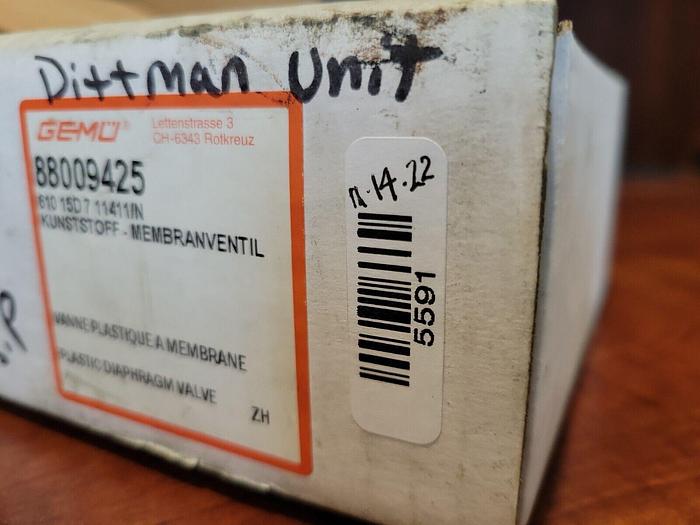 Dittman Unit
GEMÜ®
Lettenstrasse 3
CH-6343 Rotkreuz
88009425
610 15D 7 11411/N
KUNSTSTOFF - MEMBRANVENTIL
VANNE PLASTIQUE A MEMBRANE
PLASTIC DIAPHRAGM VALVE
ZH
11.14.22
5591